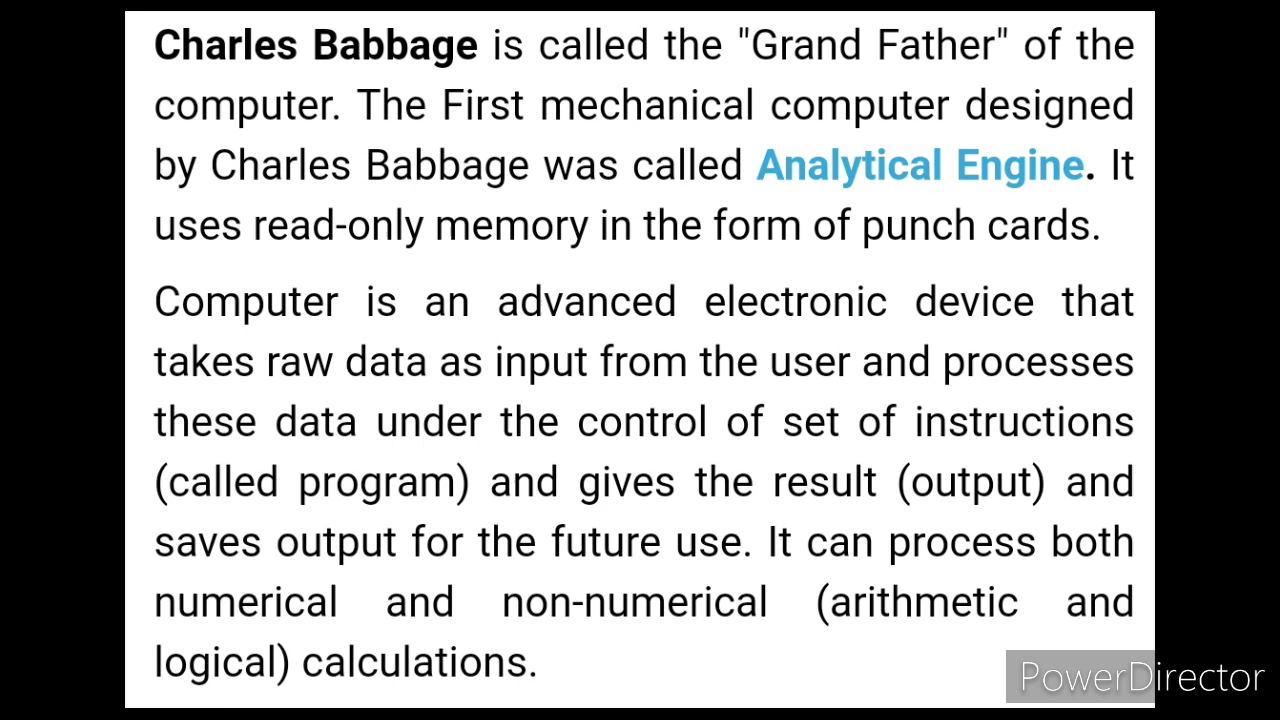 Charles Babbage is called the "Grand Father" of the
computer. The First mechanical computer designed
by Charles Babbage was called Analytical Engine. It
uses read-only memory in the form of punch cards.
Computer is an advanced electronic device that
takes raw data as input from the user and processes
these data under the control of set of instructions
(called program) and gives the result (output) and
saves output for the future use. It can process both
numerical and non-numerical (arithmetic and
logical) calculations.
PowerDirector